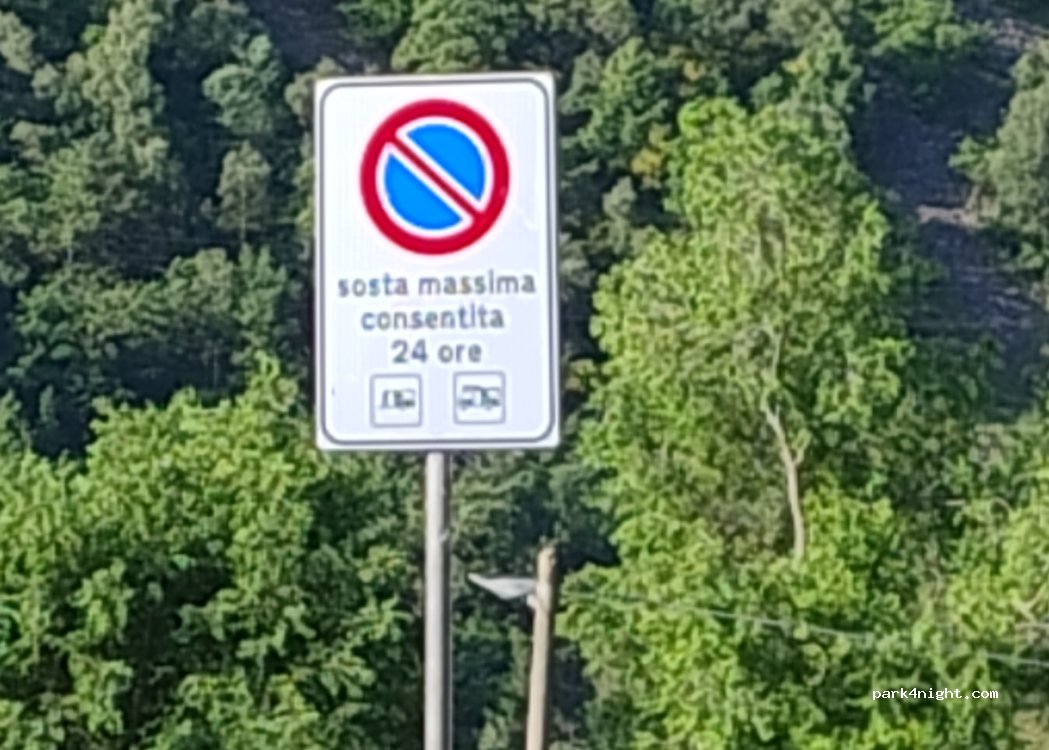 sosta massima
consentita
24 ore
park4night.com